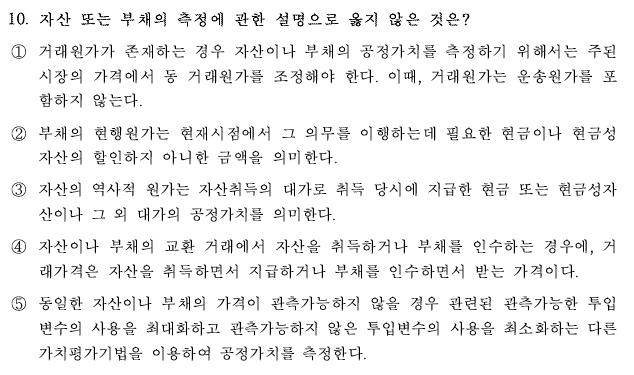 10. 자산 또는 부채의 측정에 관한 설명으로 옳지 않은 것은?
① 거래원가가 존재하는 경우 자산이나 부채의 공정가치를 측정하기 위해서는 주된
시장의 가격에서 동 거래원가를 조정해야 한다. 이때, 거래원가는 운송원가를 포
함하지 않는다.
② 부채의 현행원가는 현재시점에서 그 의무를 이행하는데 필요한 현금이나 현금성
자산의 할인하지 아니한 금액을 의미한다.
③ 자산의 역사적 원가는 자산취득의 대가로 취득 당시에 지급한 현금 또는 현금성자
산이나 그 외 대가의 공정가치를 의미한다.
④ 자산이나 부채의 교환 거래에서 자산을 취득하거나 부채를 인수하는 경우에, 거
래가격은 자산을 취득하면서 지급하거나 부채를 인수하면서 받는 가격이다.
⑤ 동일한 자산이나 부채의 가격이 관측가능하지 않을 경우 관련된 관측가능한 투입
변수의 사용을 최대화하고 관측가능하지 않은 투입변수의 사용을 최소화하는 다른
가치평가기법을 이용하여 공정가치를 측정한다.